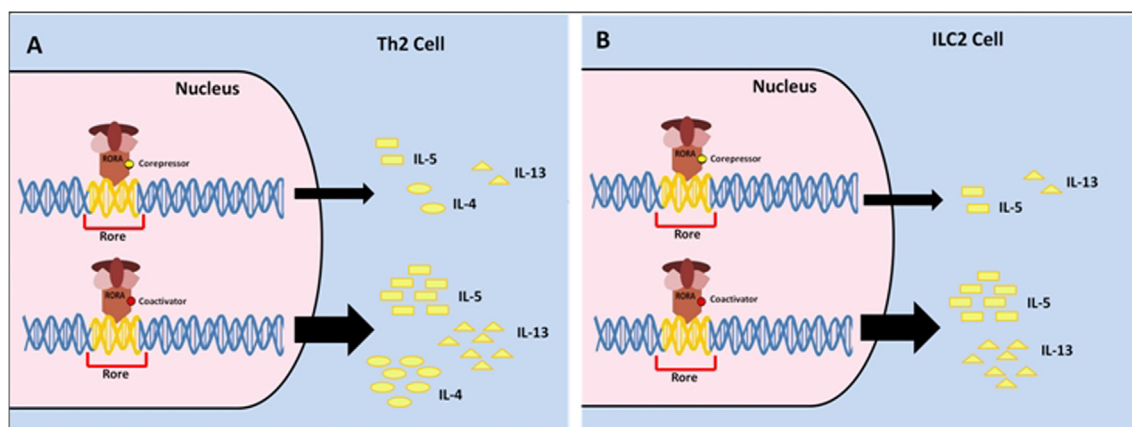 A
Th2 Cell
Nucleus
RORA
Corepressor
IL-5
IL-13
IL-4
Rore
RORA
Coactivator
IL-5
IL-13
IL-4
Rore
B
ILC2 Cell
Nucleus
RORA
Corepressor
IL-13
IL-5
Rore
RORA
Coactivator
IL-5
IL-13
Rore